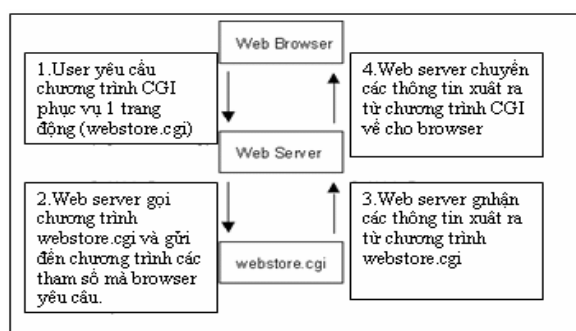 Web Browser
1.User yêu cầu
chương trình CGI
phục vụ 1 trang
động (webstore.cgi)
4.Web server chuyển
các thông tin xuất ra
từ chương trình CGI
về cho browser
Web Server
2.Web server gọi
chương trình
webstore.cgi và gửi
đến chương trình các
tham số mà browser
yêu câu.
3.Web server gnhận
các thông tin xuất ra
từ chương trình
webstore.cgi
webstore.cgi